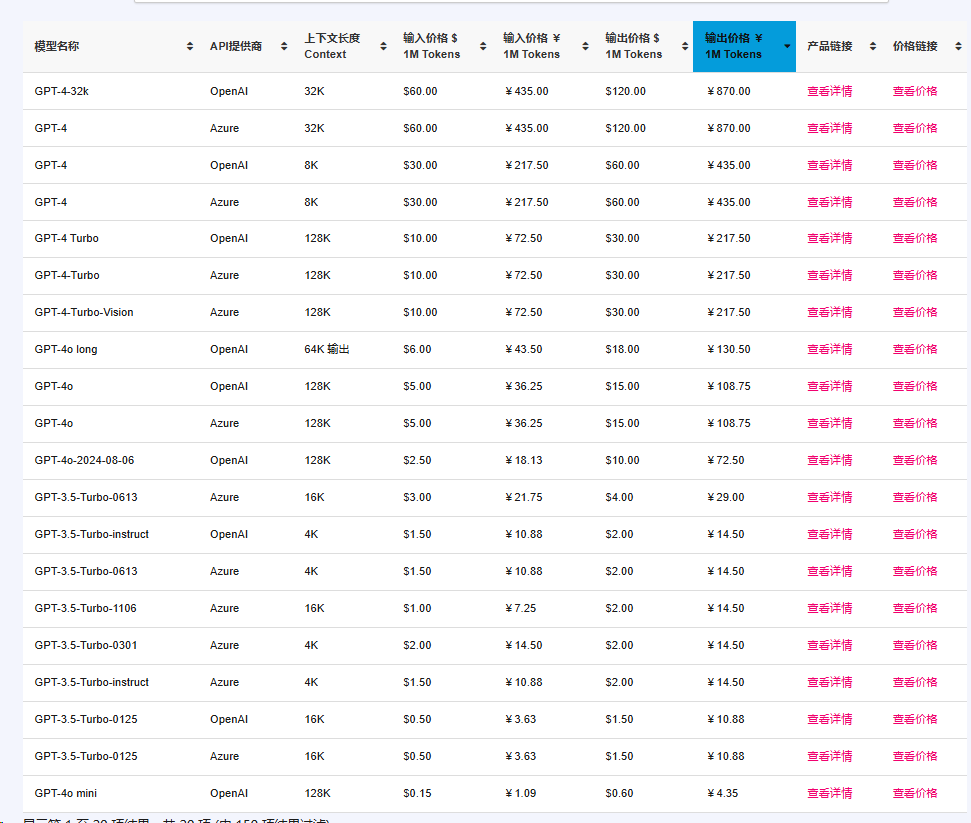 模型名称 API提供商 上下文长度 Context 输入价格 $ 1M Tokens 输入价格 ¥ 1M Tokens 输出价格 $ 1M Tokens 输出价格 ¥ 1M Tokens 产品链接 价格链接
GPT-4-32k OpenAI 32K $60.00 ¥435.00 $120.00 ¥870.00 查看详情 查看价格
GPT-4 Azure 32K $60.00 ¥435.00 $120.00 ¥870.00 查看详情 查看价格
GPT-4 OpenAI 8K $30.00 ¥217.50 $60.00 ¥435.00 查看详情 查看价格
GPT-4 Azure 8K $30.00 ¥217.50 $60.00 ¥435.00 查看详情 查看价格
GPT-4 Turbo OpenAI 128K $10.00 ¥72.50 $30.00 ¥217.50 查看详情 查看价格
GPT-4-Turbo Azure 128K $10.00 ¥72.50 $30.00 ¥217.50 查看详情 查看价格
GPT-4-Turbo-Vision Azure 128K $10.00 ¥72.50 $30.00 ¥217.50 查看详情 查看价格
GPT-4o long OpenAI 64K 输出 $6.00 ¥43.50 $18.00 ¥130.50 查看详情 查看价格
GPT-4o OpenAI 128K $5.00 ¥36.25 $15.00 ¥108.75 查看详情 查看价格
GPT-4o Azure 128K $5.00 ¥36.25 $15.00 ¥108.75 查看详情 查看价格
GPT-4o-2024-08-06 OpenAI 128K $2.50 ¥18.13 $10.00 ¥72.50 查看详情 查看价格
GPT-3.5-Turbo-0613 Azure 16K $3.00 ¥21.75 $4.00 ¥29.00 查看详情 查看价格
GPT-3.5-Turbo-instruct OpenAI 4K $1.50 ¥10.88 $2.00 ¥14.50 查看详情 查看价格
GPT-3.5-Turbo-0613 Azure 4K $1.50 ¥10.88 $2.00 ¥14.50 查看详情 查看价格
GPT-3.5-Turbo-1106 Azure 16K $1.00 ¥7.25 $2.00 ¥14.50 查看详情 查看价格
GPT-3.5-Turbo-0301 Azure 4K $2.00 ¥14.50 $2.00 ¥14.50 查看详情 查看价格
GPT-3.5-Turbo-instruct Azure 4K $1.50 ¥10.88 $2.00 ¥14.50 查看详情 查看价格
GPT-3.5-Turbo-0125 OpenAI 16K $0.50 ¥3.63 $1.50 ¥10.88 查看详情 查看价格
GPT-3.5-Turbo-0125 Azure 16K $0.50 ¥3.63 $1.50 ¥10.88 查看详情 查看价格
GPT-4o mini OpenAI 128K $0.15 ¥1.09 $0.60 ¥4.35 查看详情 查看价格